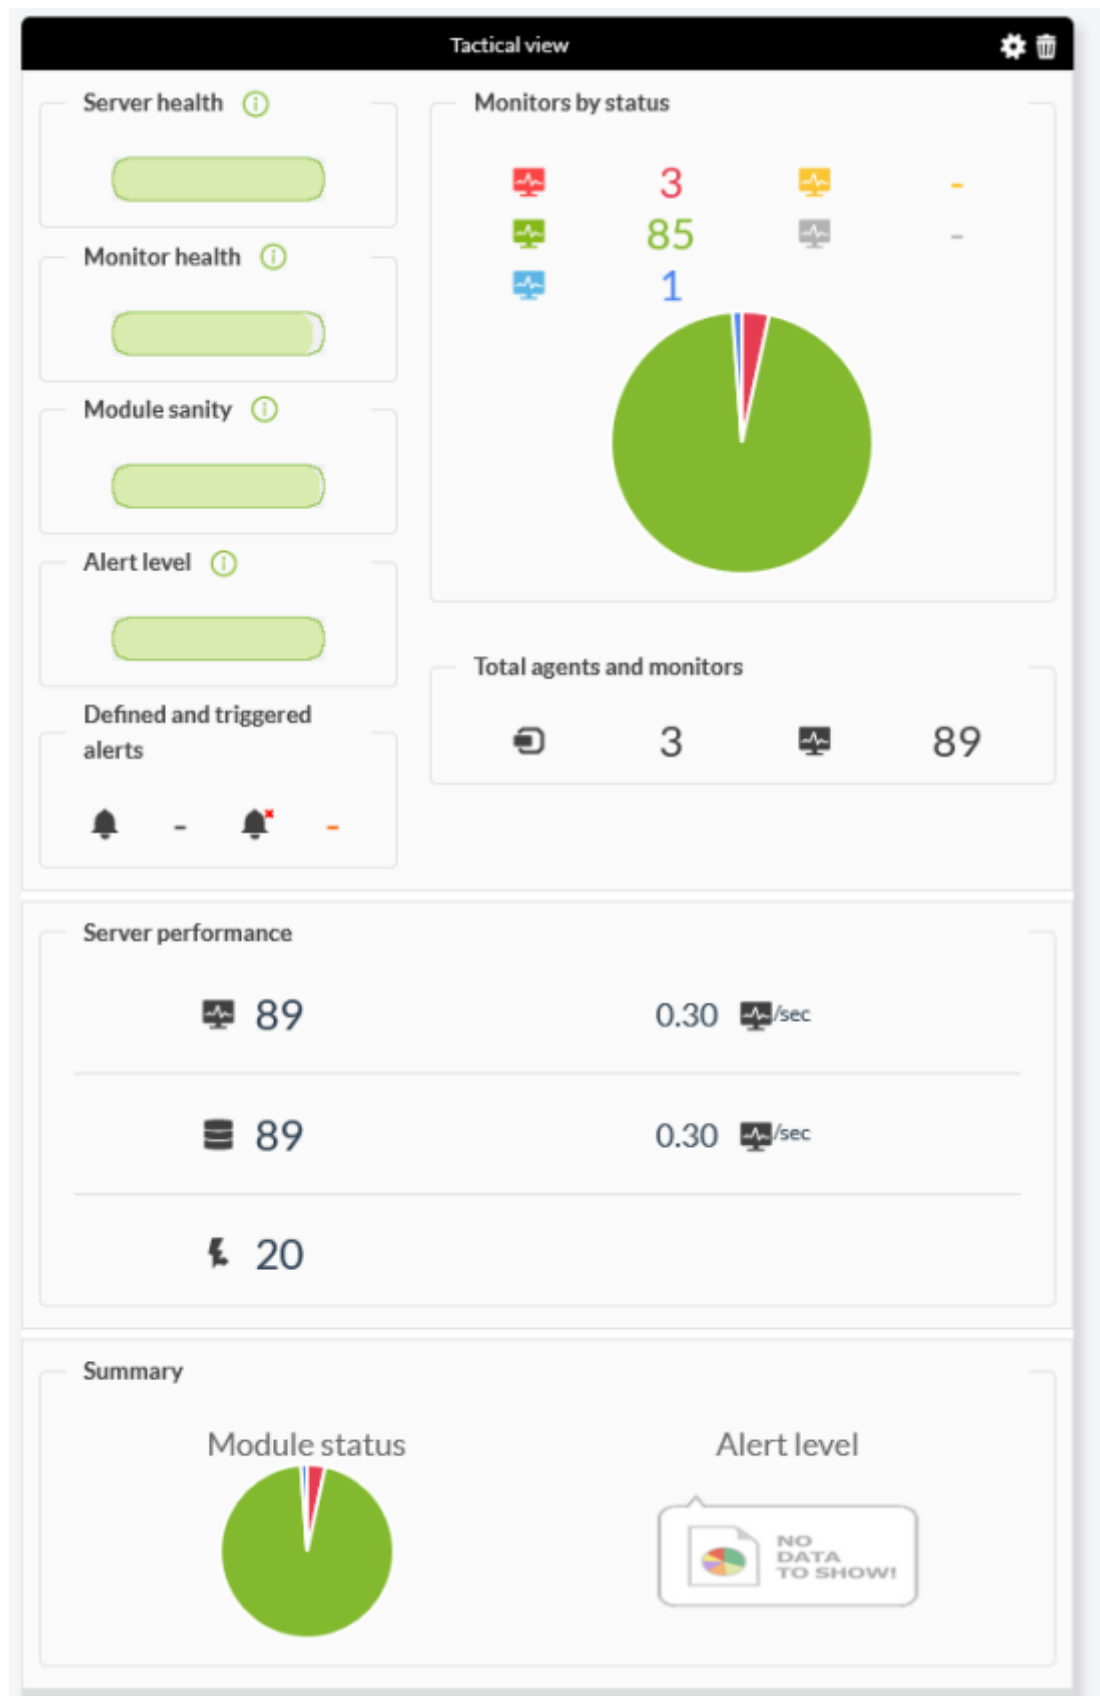 Tactical view
Server health
Monitor health
Module sanity
Alert level
Defined and triggered
alerts
- -
Monitors by status
3 -
85 -
1
Total agents and monitors
3 89
Server performance
89 0.30 /sec
89 0.30 /sec
20
Summary
Module status
Alert level
NO
DATA
TO SHOW!